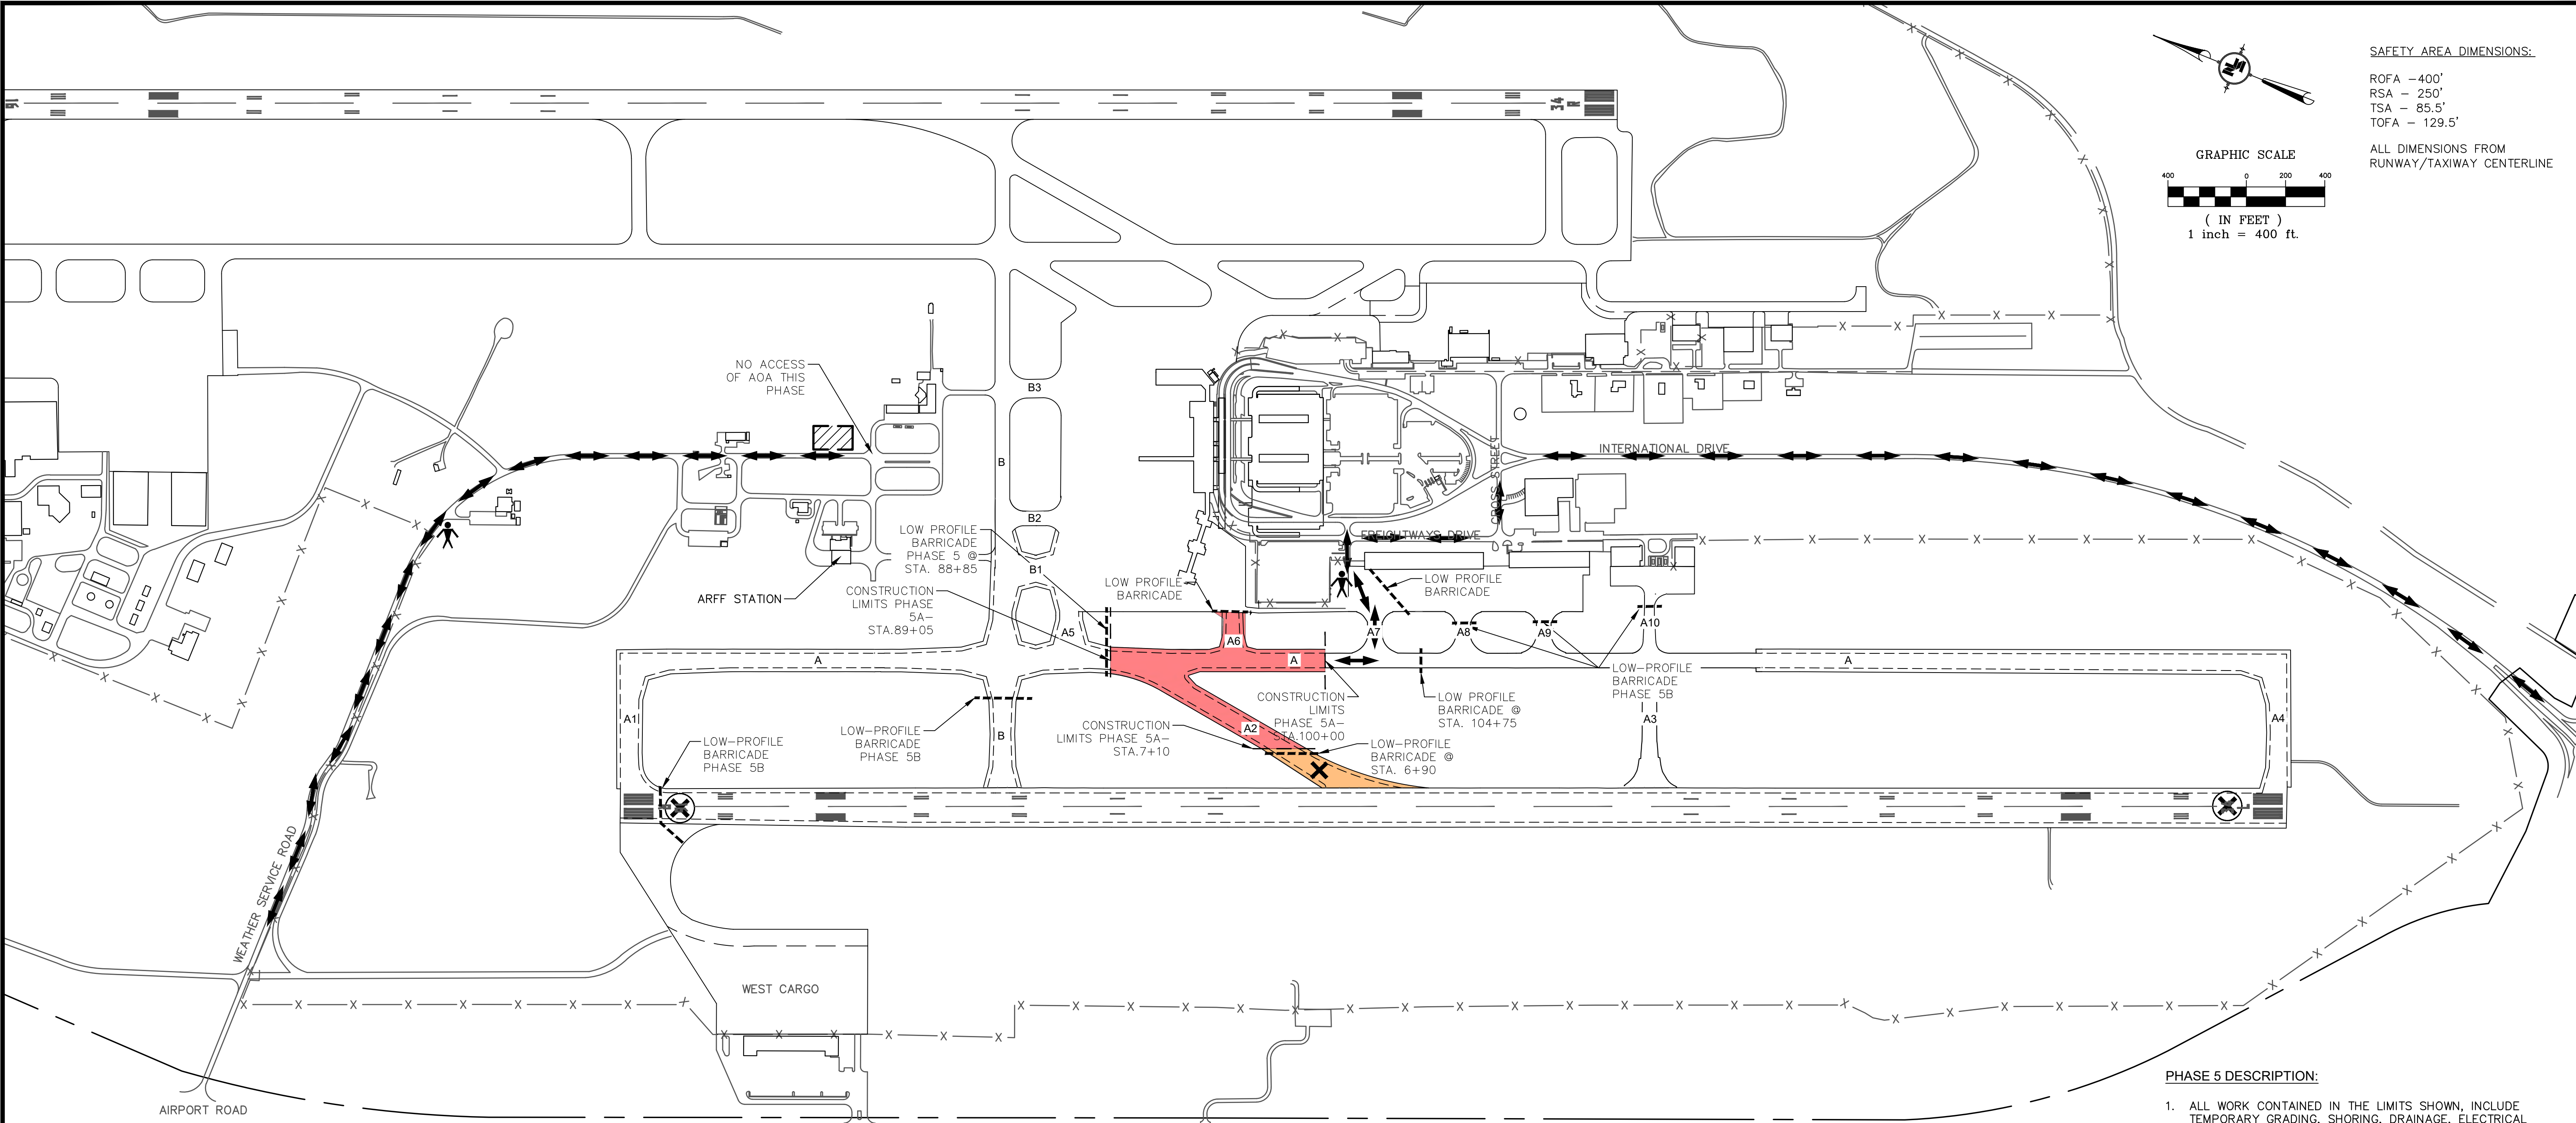 SAFETY AREA DIMENSIONS:
ROFA -400'
RSA - 250'
TSA - 85.5'
TOFA - 129.5'
ALL DIMENSIONS FROM
RUNWAY/TAXIWAY CENTERLINE
GRAPHIC SCALE
400 0 200 400
( IN FEET )
1 inch = 400 ft.
16
34
R
NO ACCESS
OF AOA THIS
PHASE
B3
B
B2
B1
INTERNATIONAL DRIVE
CROSS STREET
FREIGHTWAYS DRIVE
LOW PROFILE
BARRICADE
PHASE 5 @
STA. 88+85
CONSTRUCTION
LIMITS PHASE
5A-
STA.89+05
ARFF STATION
LOW PROFILE
BARRICADE
LOW PROFILE
BARRICADE
A5
A6
A7
A8
A9
A10
A
A
A
LOW-PROFILE
BARRICADE
PHASE 5B
CONSTRUCTION
LIMITS
PHASE 5A-
STA.100+00
LOW PROFILE
BARRICADE @
STA. 104+75
A1
A2
A3
A4
B
LOW-PROFILE
BARRICADE
PHASE 5B
LOW-PROFILE
BARRICADE
PHASE 5B
CONSTRUCTION
LIMITS PHASE 5A-
STA.7+10
LOW-PROFILE
BARRICADE @
STA. 6+90
WEATHER SERVICE ROAD
WEST CARGO
AIRPORT ROAD
PHASE 5 DESCRIPTION:
1. ALL WORK CONTAINED IN THE LIMITS SHOWN, INCLUDE
TEMPORARY GRADING, SHORING, DRAINAGE, ELECTRICAL